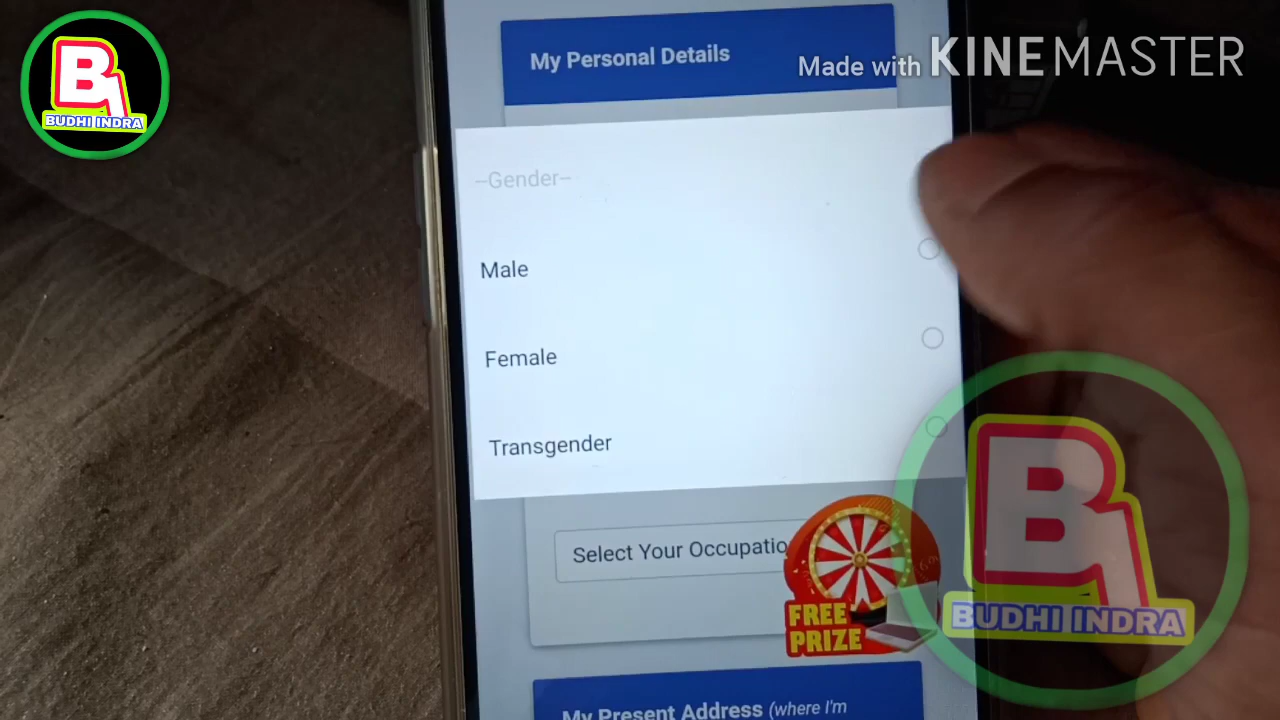 My Personal Details
Made with KINEMASTER
BUDHI INDRA
--Gender--
Male
Female
Transgender
Select Your Occupatio
FREE
PRIZE
BUDHI INDRA
My Present Address (where I'm